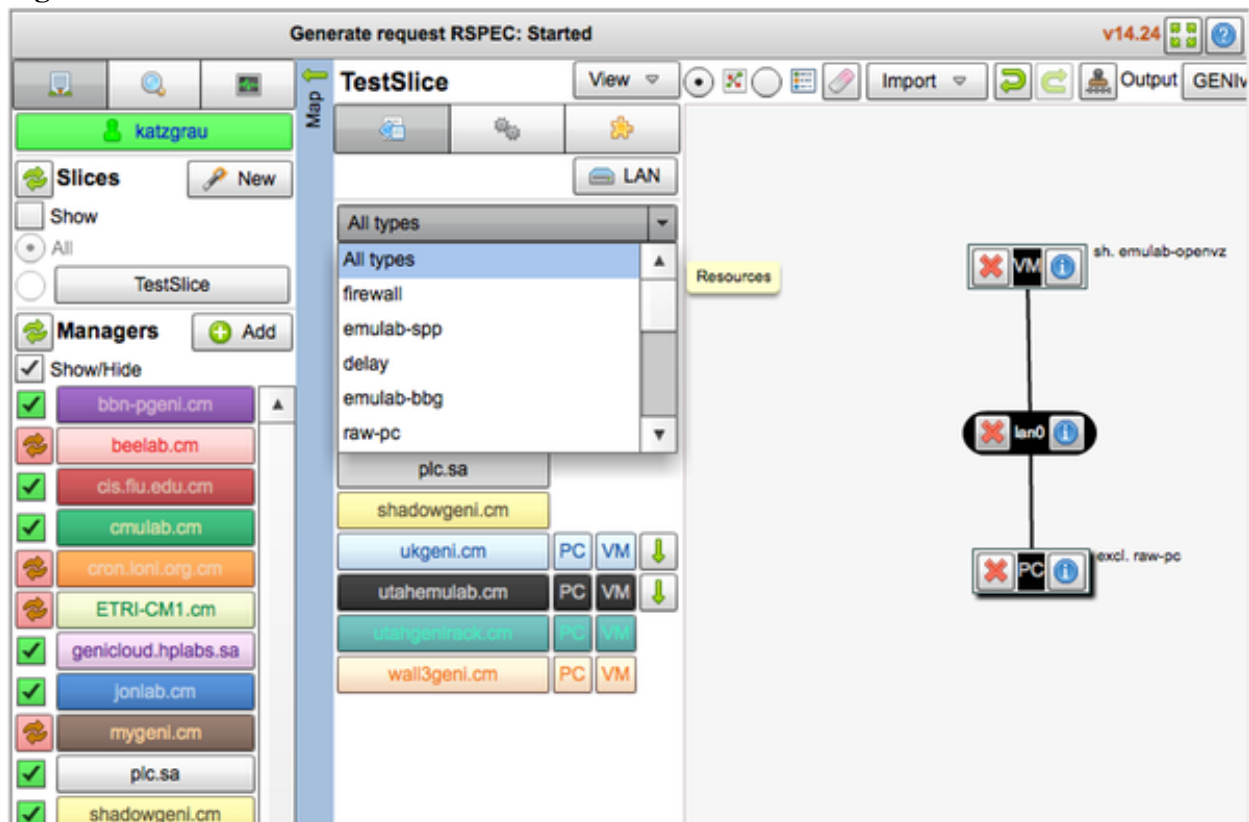 Generate request RSPEC: Started
v14.24
katzgrau
Slices
New
Show
All
TestSlice
Managers
Add
Show/Hide
bbn-pgeni.cm
beelab.cm
cis.fiu.edu.cm
cmulab.cm
cron.loni.org.cm
ETRI-CM1.cm
genicloud.hplabs.sa
jonlab.cm
mygeni.cm
plc.sa
shadowgeni.cm
Map
TestSlice
View
LAN
All types
All types
firewall
emulab-spp
delay
emulab-bbg
raw-pc
plc.sa
shadowgeni.cm
ukgeni.cm PC VM
utahemulab.cm PC VM
utahgenirack.cm PC VM
wall3geni.cm PC VM
Import
Output
Resources
VM
sh. emulab-openvz
lan0
PC
excl. raw-pc